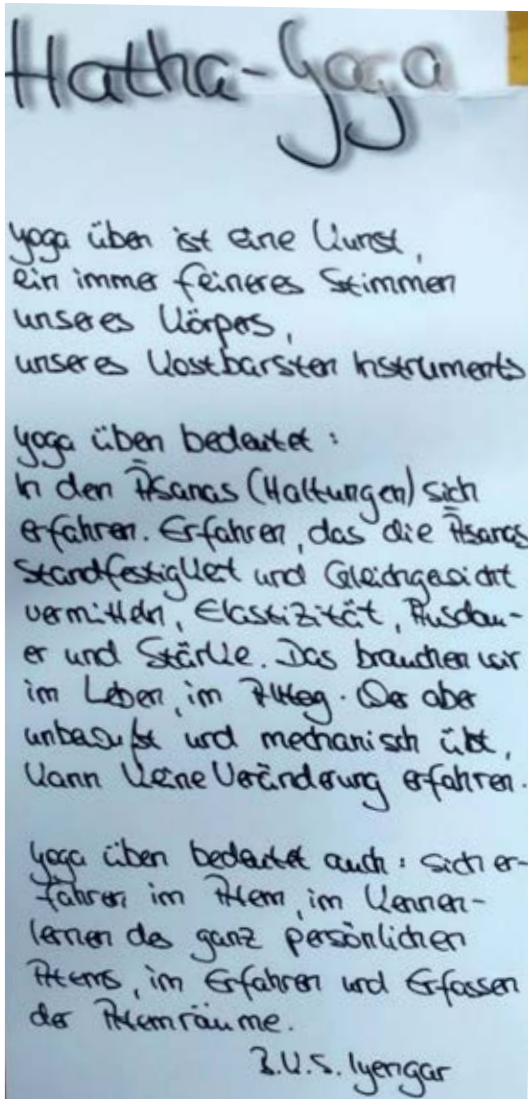 Hatha-Yoga
Yoga üben ist eine Kunst,
ein immer feineres Stimmen
unseres Körpers,
unseres Kostbarsten Instruments
Yoga üben bedeutet :
In den Āsanas (Haltungen) sich
erfahren. Erfahren, das die Āsanas
Standfestigkeit und Gleichgewicht
vermitteln, Elastizität, Ausdau-
er und Stärke. Das brauchen wir
im Leben, im Alltag. Wer aber
unbewußt und mechanisch übt,
kann keine Veränderung erfahren.
Yoga üben bedeutet auch : sich er-
fahren im Atem, im Kennen-
lernen des ganz persönlichen
Atems, im Erfahren und Erfassen
der Atemräume.
B.K.S. Iyengar